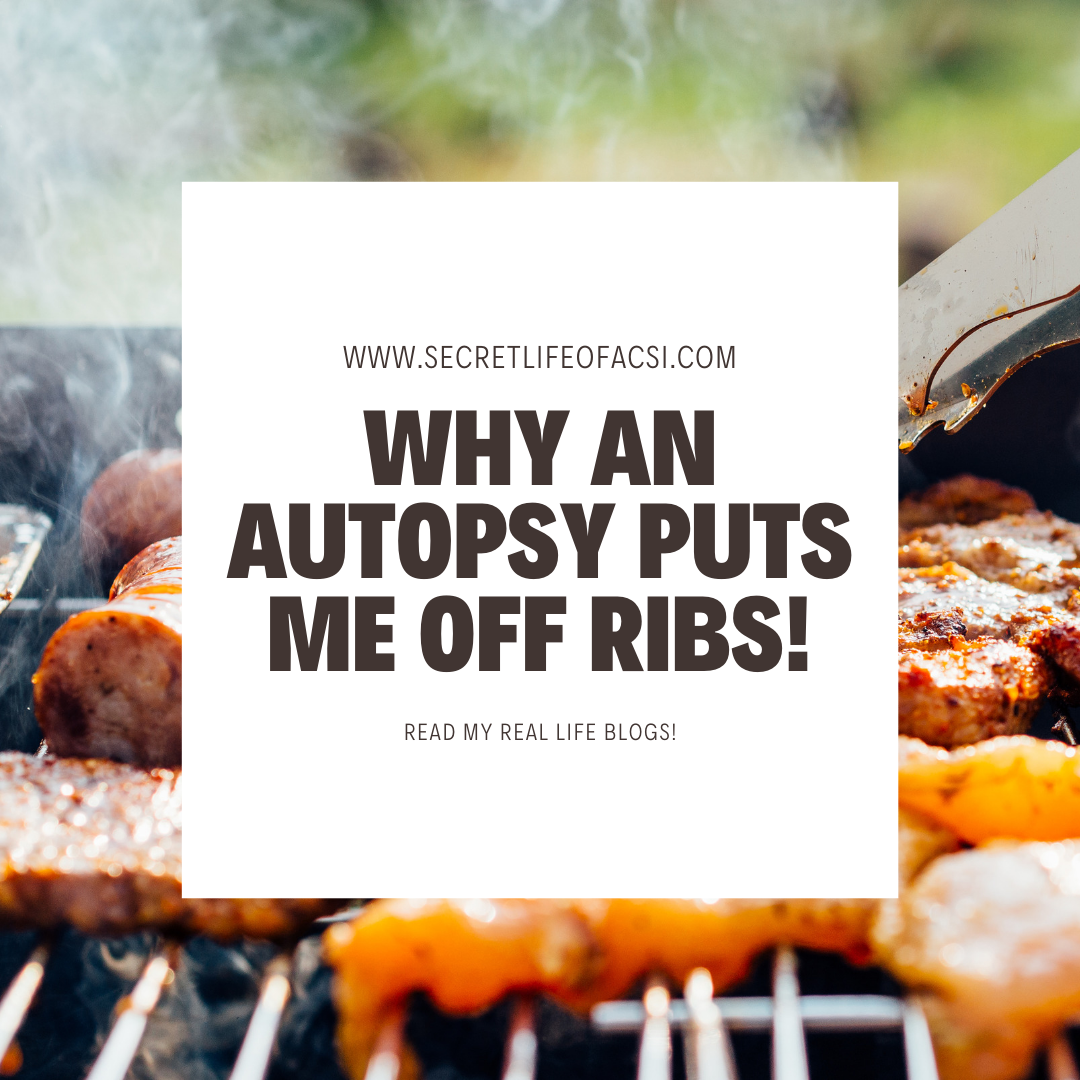 WWW.SECRETLIFEOFACSI.COM
WHY AN
AUTOPSY PUTS
ME OFF RIBS!
READ MY REAL LIFE BLOGS!